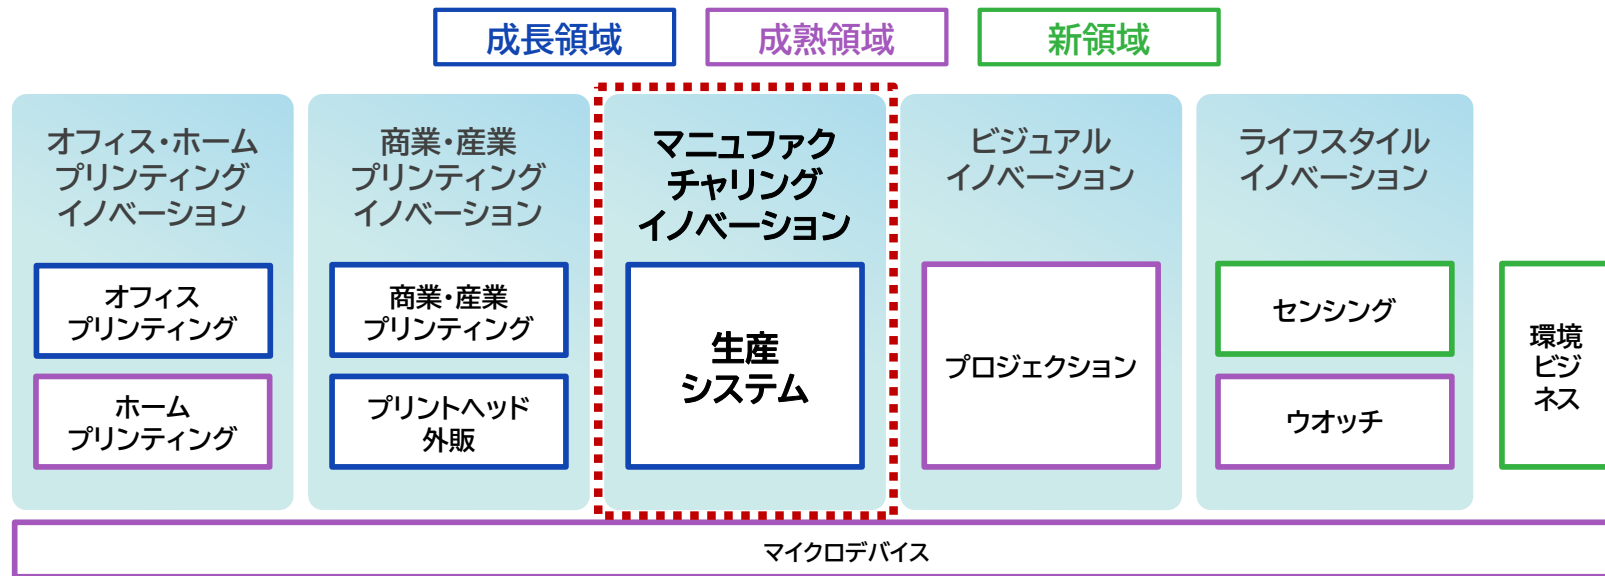 成長領域
成熟領域
新領域
オフィス・ホーム
プリンティング
イノベーション
商業・産業
プリンティング
イノベーション
マニュファク
チャリング
イノベーション
ビジュアル
イノベーション
ライフスタイル
イノベーション
オフィス
プリンティング
ホーム
プリンティング
商業・産業
プリンティング
プリントヘッド
外販
生産
システム
プロジェクション
センシング
ウオッチ
環境
ビジ
ネス
マイクロデバイス